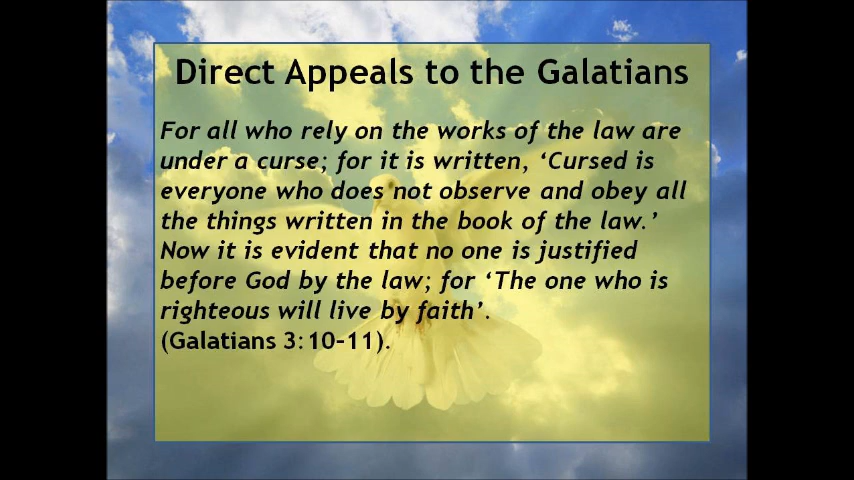 Direct Appeals to the Galatians
For all who rely on the works of the law are
under a curse; for it is written, ‘Cursed is
everyone who does not observe and obey all
the things written in the book of the law.’
Now it is evident that no one is justified
before God by the law; for ‘The one who is
righteous will live by faith’.
(Galatians 3:10–11).